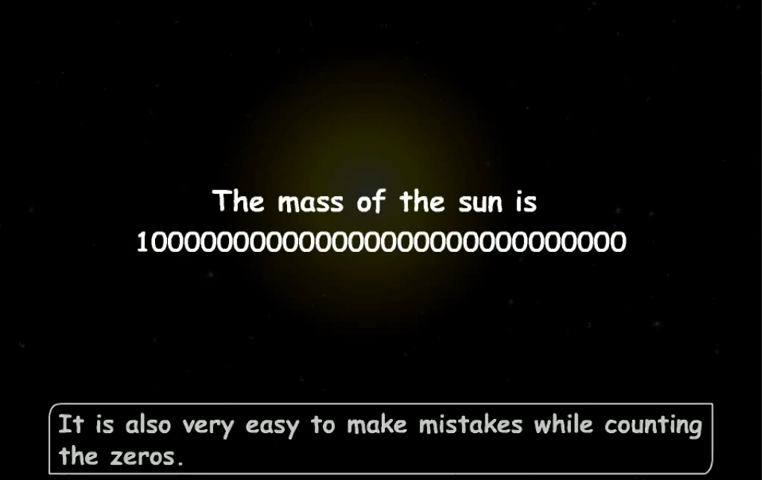 The mass of the sun is
1000000000000000000000000000000
It is also very easy to make mistakes while counting
the zeros.